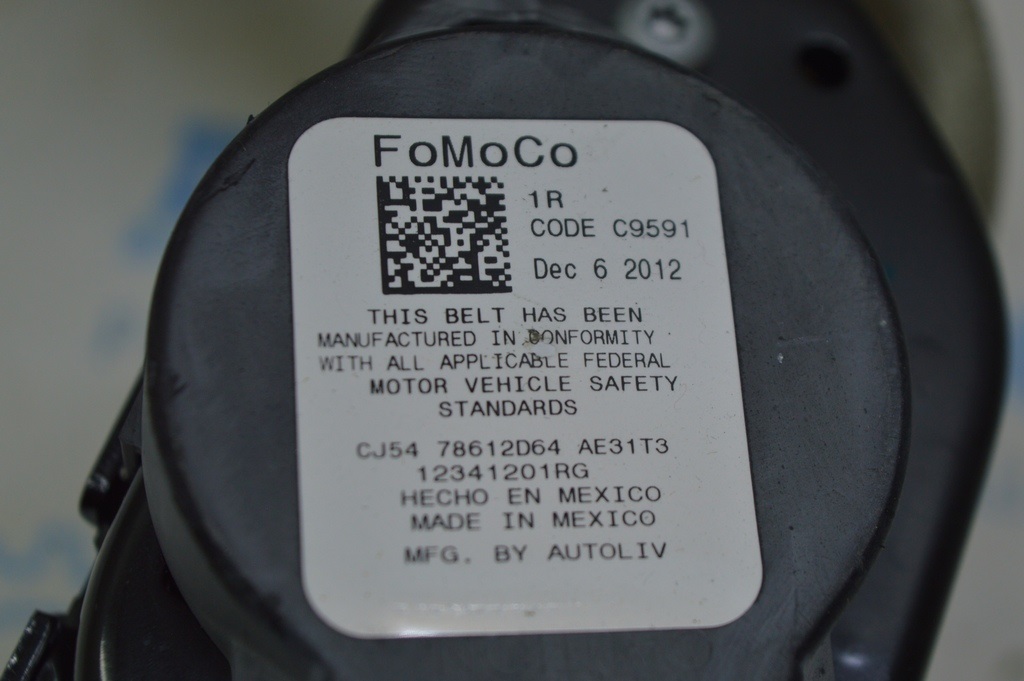 FoMoCo
1R
CODE C9591
Dec 6 2012
THIS BELT HAS BEEN
MANUFACTURED IN CONFORMITY
WITH ALL APPLICABLE FEDERAL
MOTOR VEHICLE SAFETY
STANDARDS
CJ54 78612D64 AE31T3
12341201RG
HECHO EN MEXICO
MADE IN MEXICO
MFG. BY AUTOLIV